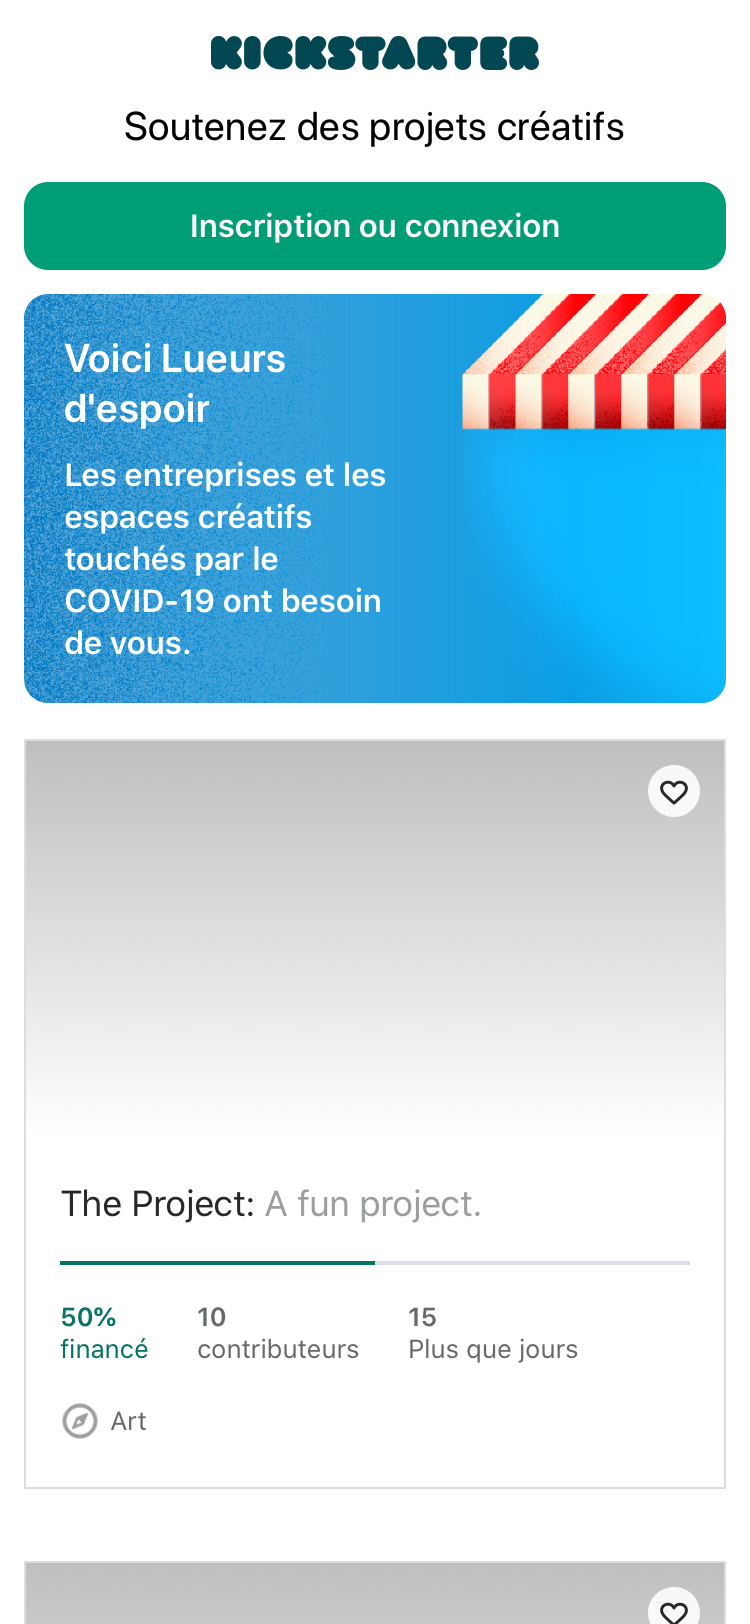 KICKSTARTER
Soutenez des projets créatifs
Inscription ou connexion
Voici Lueurs
d'espoir
Les entreprises et les
espaces créatifs
touchés par le
COVID-19 ont besoin
de vous.
The Project: A fun project.
50% 10 15
financé contributeurs Plus que jours
Art